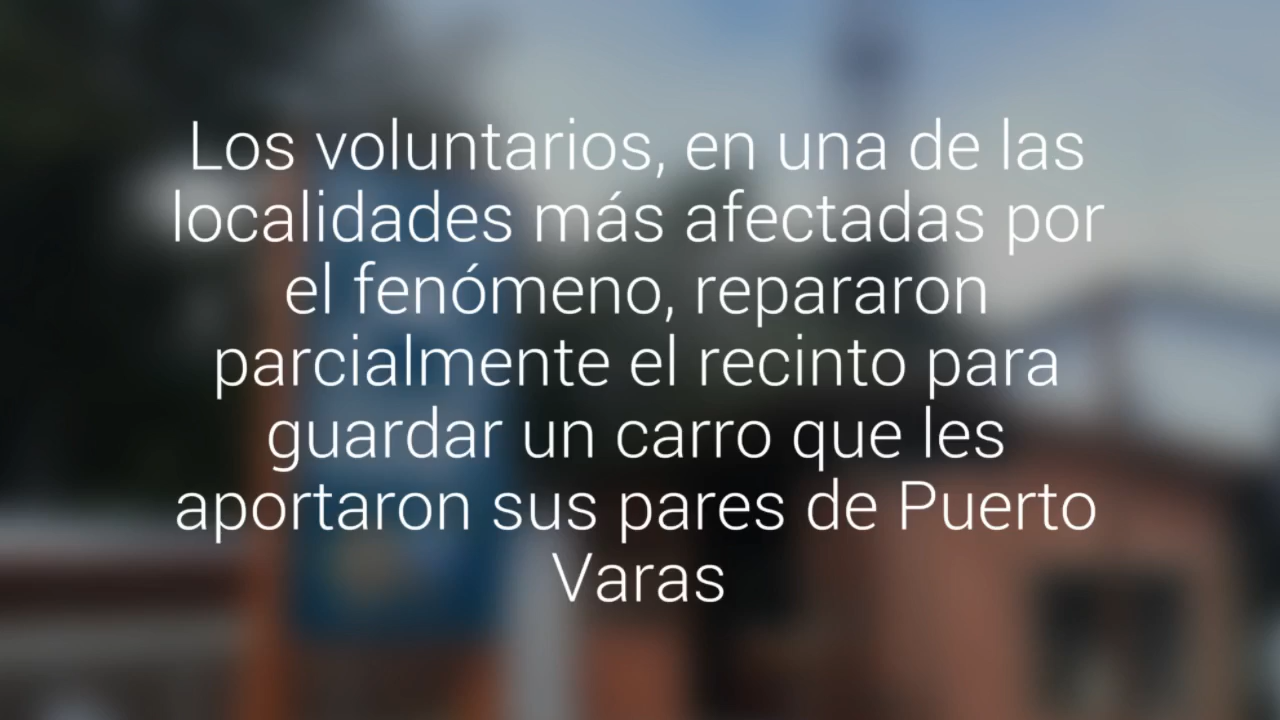 Los voluntarios, en una de las
localidades más afectadas por
el fenómeno, repararon
parcialmente el recinto para
guardar un carro que les
aportaron sus pares de Puerto
Varas